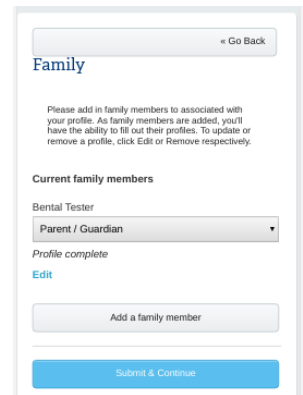 « Go Back
Family
Please add in family members to associated with
your profile. As family members are added, you'll
have the ability to fill out their profiles. To update or
remove a profile, click Edit or Remove respectively.
Current family members
Bental Tester
Parent / Guardian
Profile complete
Edit
Add a family member
Submit & Continue